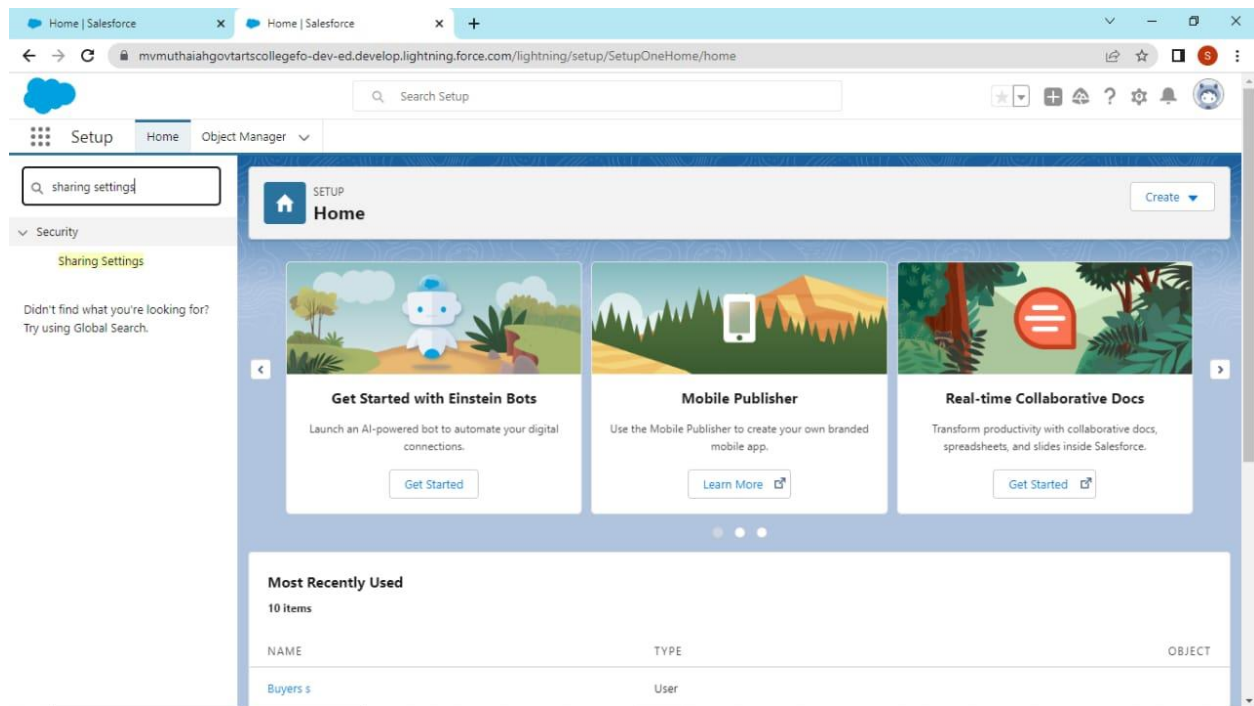 Home | Salesforce
Home | Salesforce
mvmuthaiahgovtartscollegefo-dev-ed.develop.lightning.force.com/lightning/setup/SetupOneHome/home
S
Search Setup
Setup
Home
Object Manager
sharing settings
Security
Sharing Settings
Didn't find what you're looking for?
Try using Global Search.
SETUP
Home
Create
Get Started with Einstein Bots
Launch an AI-powered bot to automate your digital
connections.
Get Started
Mobile Publisher
Use the Mobile Publisher to create your own branded
mobile app.
Learn More
Real-time Collaborative Docs
Transform productivity with collaborative docs,
spreadsheets, and slides inside Salesforce.
Get Started
Most Recently Used
10 items
NAME TYPE OBJECT
Buyers s User